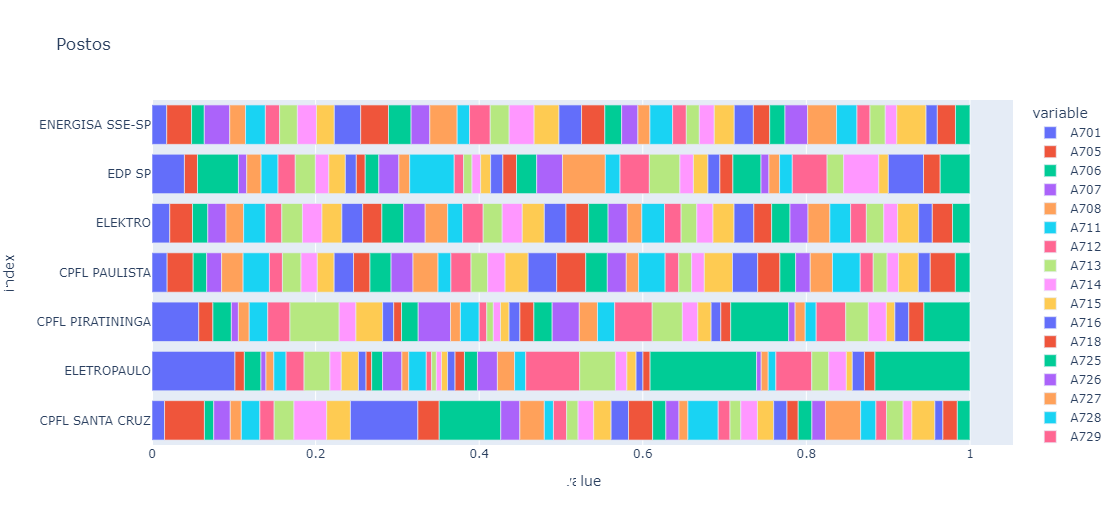 Postos
ENERGISA SSE-SP
EDP SP
ELEKTRO
CPFL PAULISTA
CPFL PIRATININGA
ELETROPAULO
CPFL SANTA CRUZ
index
0 0.2 0.4 0.6 0.8 1
value
variable
A701
A705
A706
A707
A708
A711
A712
A713
A714
A715
A716
A718
A725
A726
A727
A728
A729